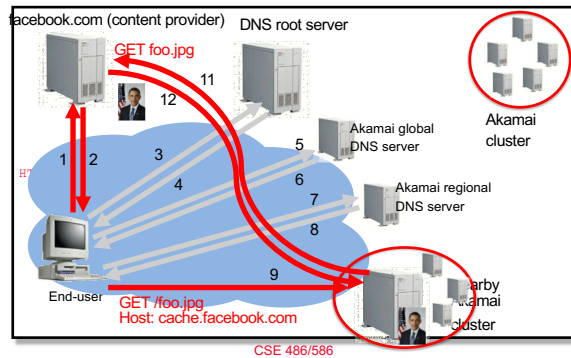 facebook.com (content provider)
DNS root server
GET foo.jpg
11
12
Akamai
cluster
1
2
3
4
5
6
Akamai global
DNS server
7
8
Akamai regional
DNS server
9
End-user
GET /foo.jpg
Host: cache.facebook.com
Akamai
cluster
CSE 486/586